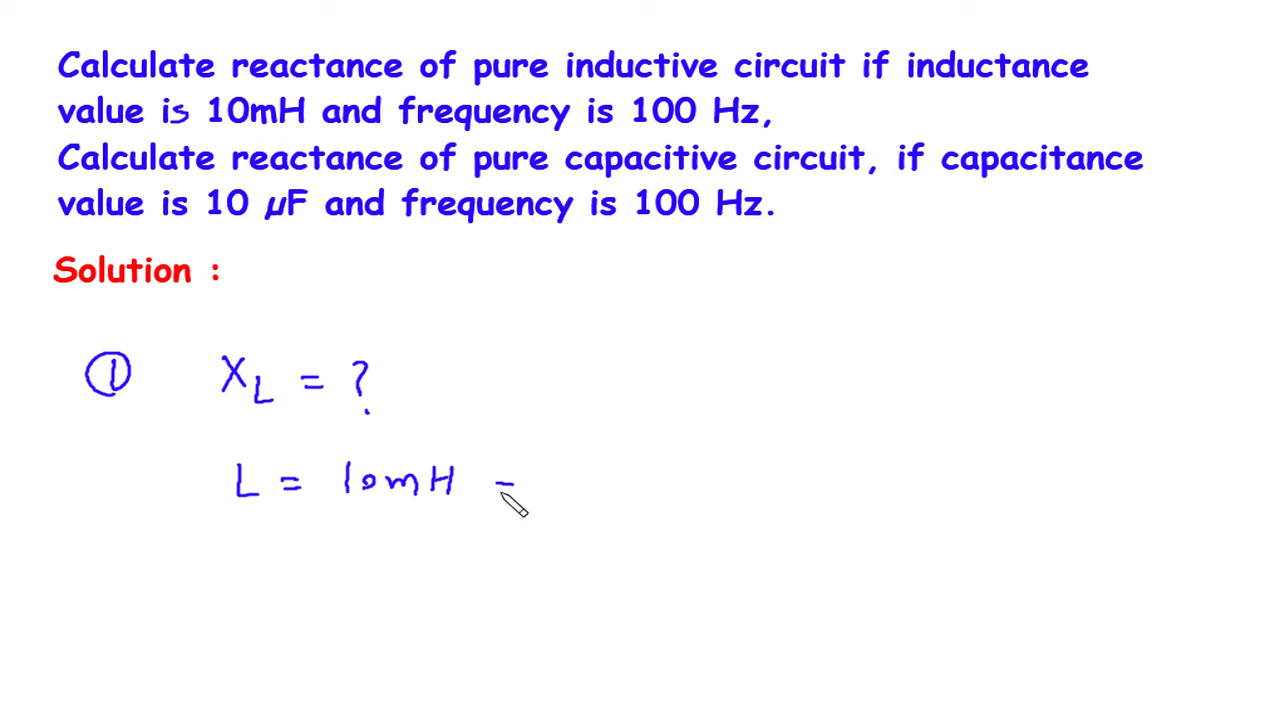 Calculate reactance of pure inductive circuit if inductance
value is 10mH and frequency is 100 Hz,
Calculate reactance of pure capacitive circuit, if capacitance
value is 10 µF and frequency is 100 Hz.
Solution :
① X_L = ?
L = 10mH =